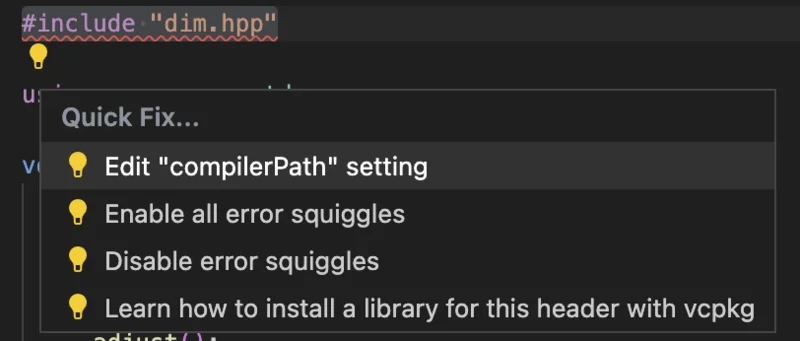 #include "dim.hpp"
Quick Fix...
Edit "compilerPath" setting
Enable all error squiggles
Disable error squiggles
Learn how to install a library for this header with vcpkg
adjust();